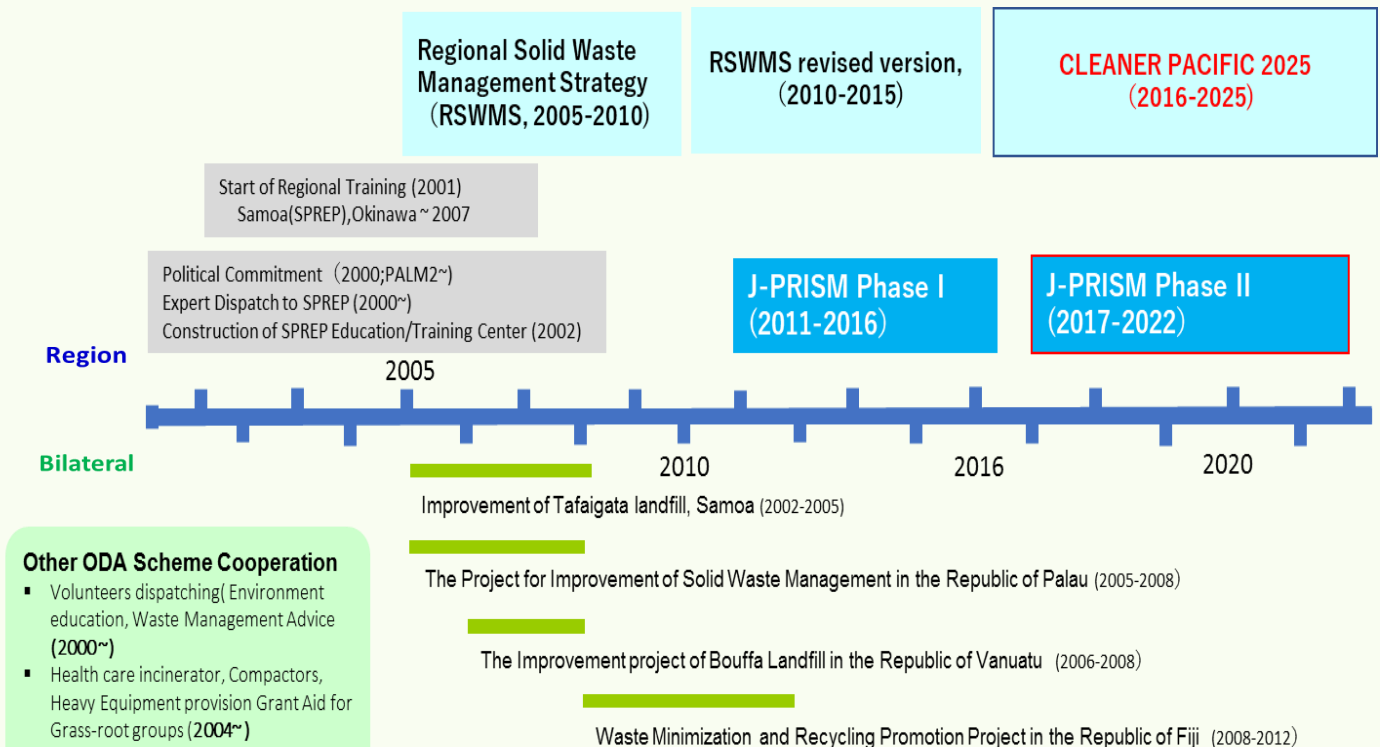 Regional Solid Waste
Management Strategy
(RSWMS, 2005-2010)
RSWMS revised version,
(2010-2015)
CLEANER PACIFIC 2025
(2016-2025)
Start of Regional Training (2001)
Samoa(SPREP),Okinawa ~ 2007
Political Commitment (2000;PALM2~)
Expert Dispatch to SPREP (2000~)
Construction of SPREP Education/Training Center (2002)
J-PRISM Phase I
(2011-2016)
J-PRISM Phase II
(2017-2022)
Region
2005
Bilateral
2010
2016
2020
Improvement of Tafaigata landfill, Samoa (2002-2005)
The Project for Improvement of Solid Waste Management in the Republic of Palau (2005-2008)
The Improvement project of Bouffa Landfill in the Republic of Vanuatu (2006-2008)
Waste Minimization and Recycling Promotion Project in the Republic of Fiji (2008-2012)
Other ODA Scheme Cooperation
▪ Volunteers dispatching( Environment
education, Waste Management Advice
(2000~)
▪ Health care incinerator, Compactors,
Heavy Equipment provision Grant Aid for
Grass-root groups (2004~)